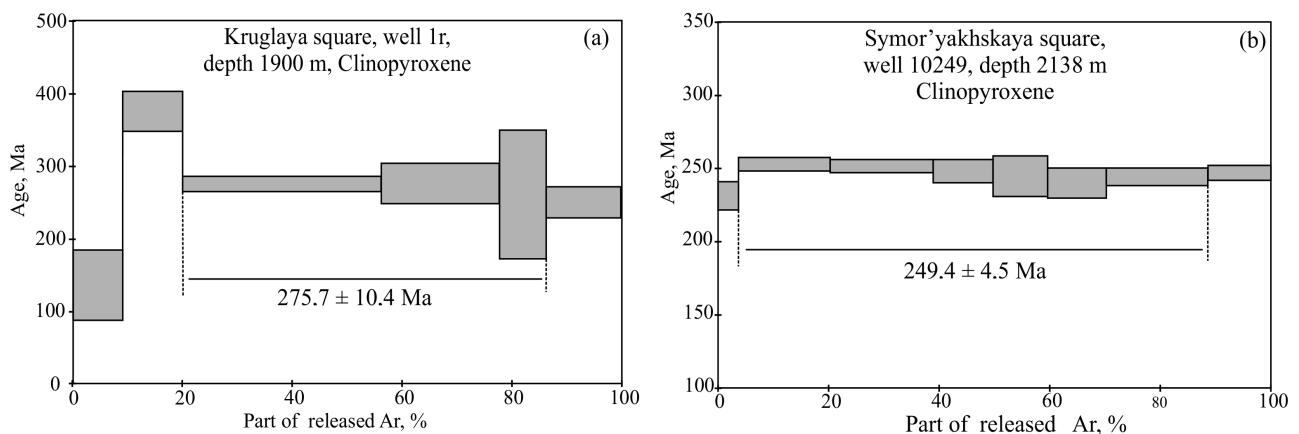 Kruglaya square, well 1r,
depth 1900 m, Clinopyroxene
(a)
Age, Ma
500
400
300
200
100
0
275.7 ± 10.4 Ma
0 20 40 60 80 100
Part of released Ar, %
Symor’yakhskaya square,
well 10249, depth 2138 m
Clinopyroxene
(b)
Age, Ma
350
300
250
200
150
100
249.4 ± 4.5 Ma
0 20 40 60 80 100
Part of released Ar, %